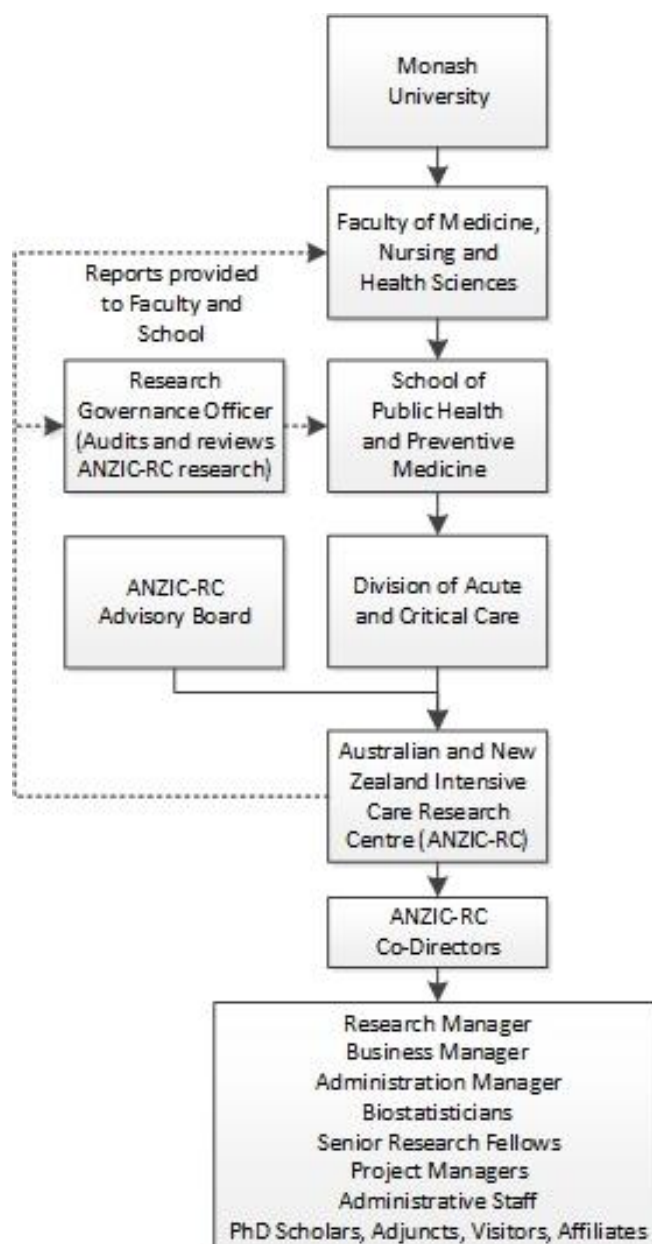 Monash
University
Faculty of Medicine,
Nursing and
Health Sciences
Reports provided
to Faculty and
School
Research
Governance Officer
(Audits and reviews
ANZIC-RC research)
School of
Public Health
and Preventive
Medicine
ANZIC-RC
Advisory Board
Division of Acute
and Critical Care
Australian and New
Zealand Intensive
Care Research
Centre (ANZIC-RC)
ANZIC-RC
Co-Directors
Research Manager
Business Manager
Administration Manager
Biostatisticians
Senior Research Fellows
Project Managers
Administrative Staff
PhD Scholars, Adjuncts, Visitors, Affiliates